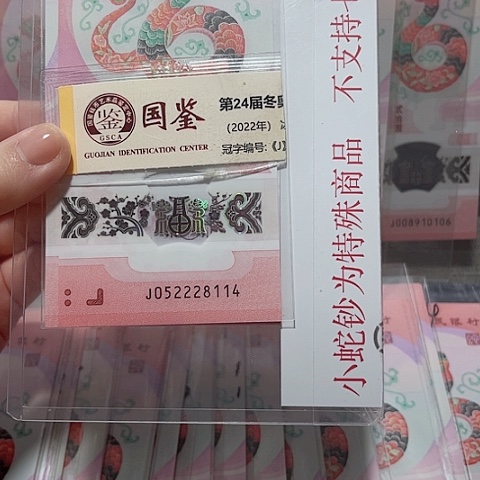 国鉴
GSCA
GUOJIAN IDENTIFICATION CENTER
第24届冬奥
(2022年)
冠字编号:《J
J052228114
小蛇钞为特殊商品 不支持
J008910106